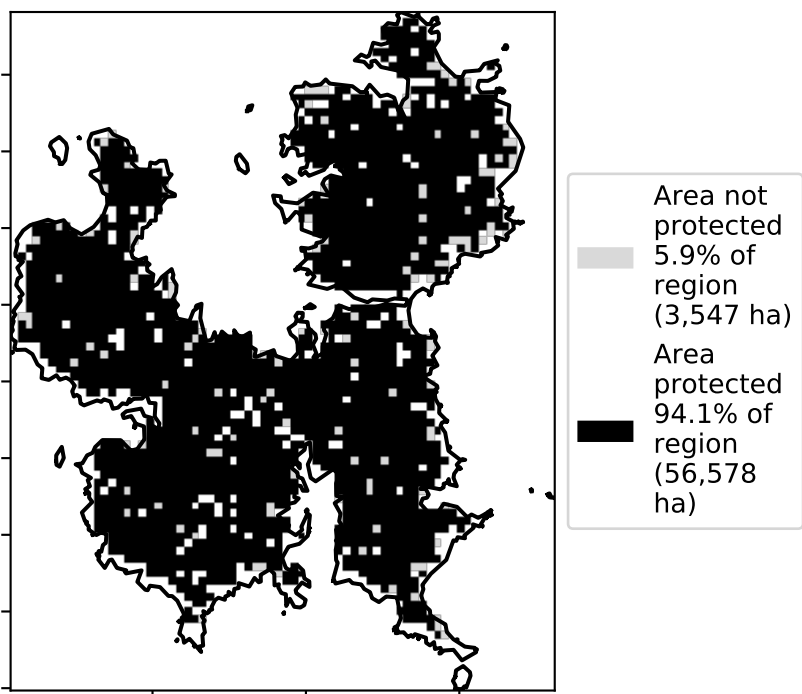 Area not
protected
5.9% of
region
(3,547 ha)
Area
protected
94.1% of
region
(56,578
ha)